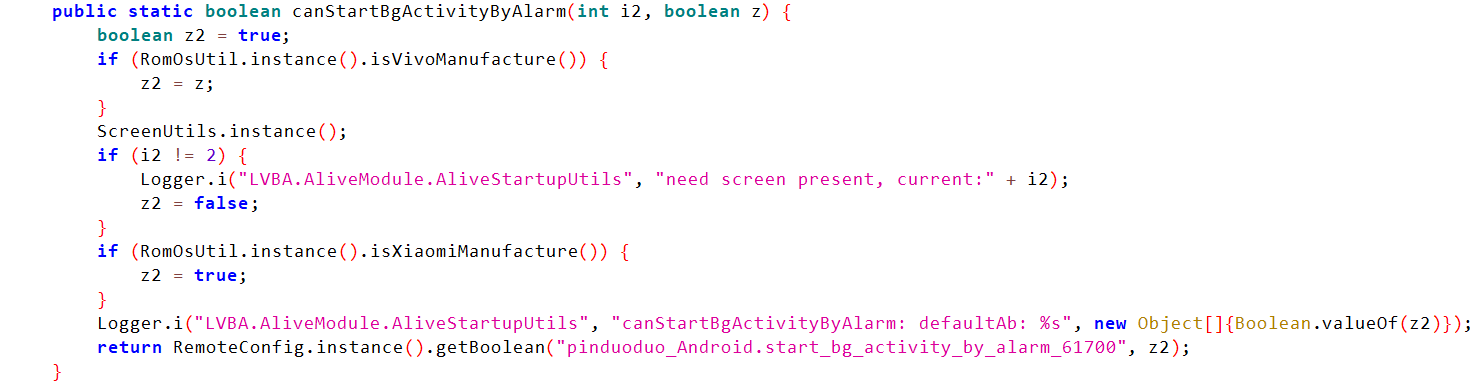 public static boolean canStartBgActivityByAlarm(int i2, boolean z) {
    boolean z2 = true;
    if (RomOsUtil.instance().isVivoManufacture()) {
        z2 = z;
    }
    ScreenUtils.instance();
    if (i2 != 2) {
        Logger.i("LVBA.AliveModule.AliveStartupUtils", "need screen present, current:" + i2);
        z2 = false;
    }
    if (RomOsUtil.instance().isXiaomiManufacture()) {
        z2 = true;
    }
    Logger.i("LVBA.AliveModule.AliveStartupUtils", "canStartBgActivityByAlarm: defaultAb: %s", new Object[]{Boolean.valueOf(z2)});
    return RemoteConfig.instance().getBoolean("pinduoduo_Android.start_bg_activity_by_alarm_61700", z2);
}